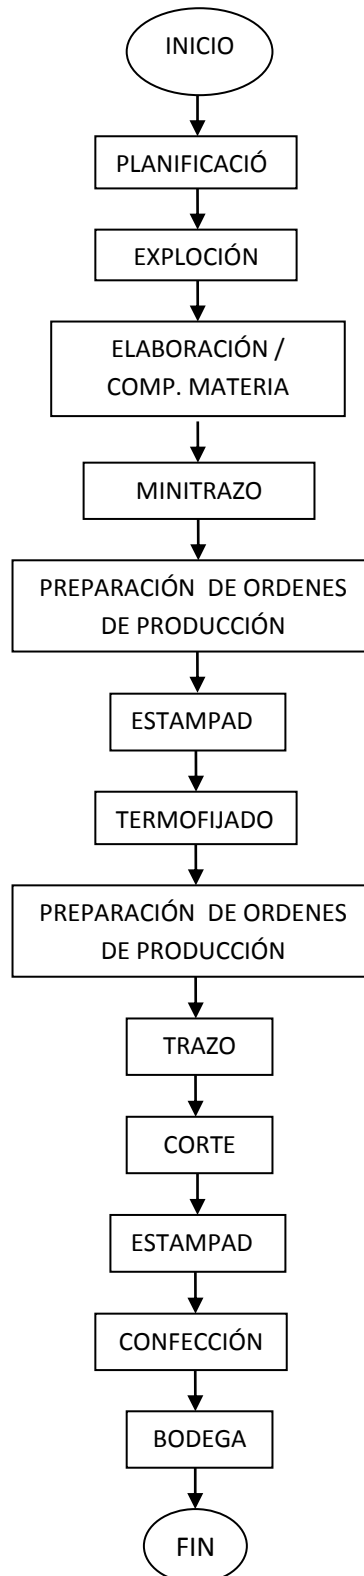 INICIO
PLANIFICACIÓ
EXPLOCIÓN
ELABORACIÓN /
COMP. MATERIA
MINITRAZO
PREPARACIÓN DE ORDENES
DE PRODUCCIÓN
ESTAMPAD
TERMOFIJADO
PREPARACIÓN DE ORDENES
DE PRODUCCIÓN
TRAZO
CORTE
ESTAMPAD
CONFECCIÓN
BODEGA
FIN